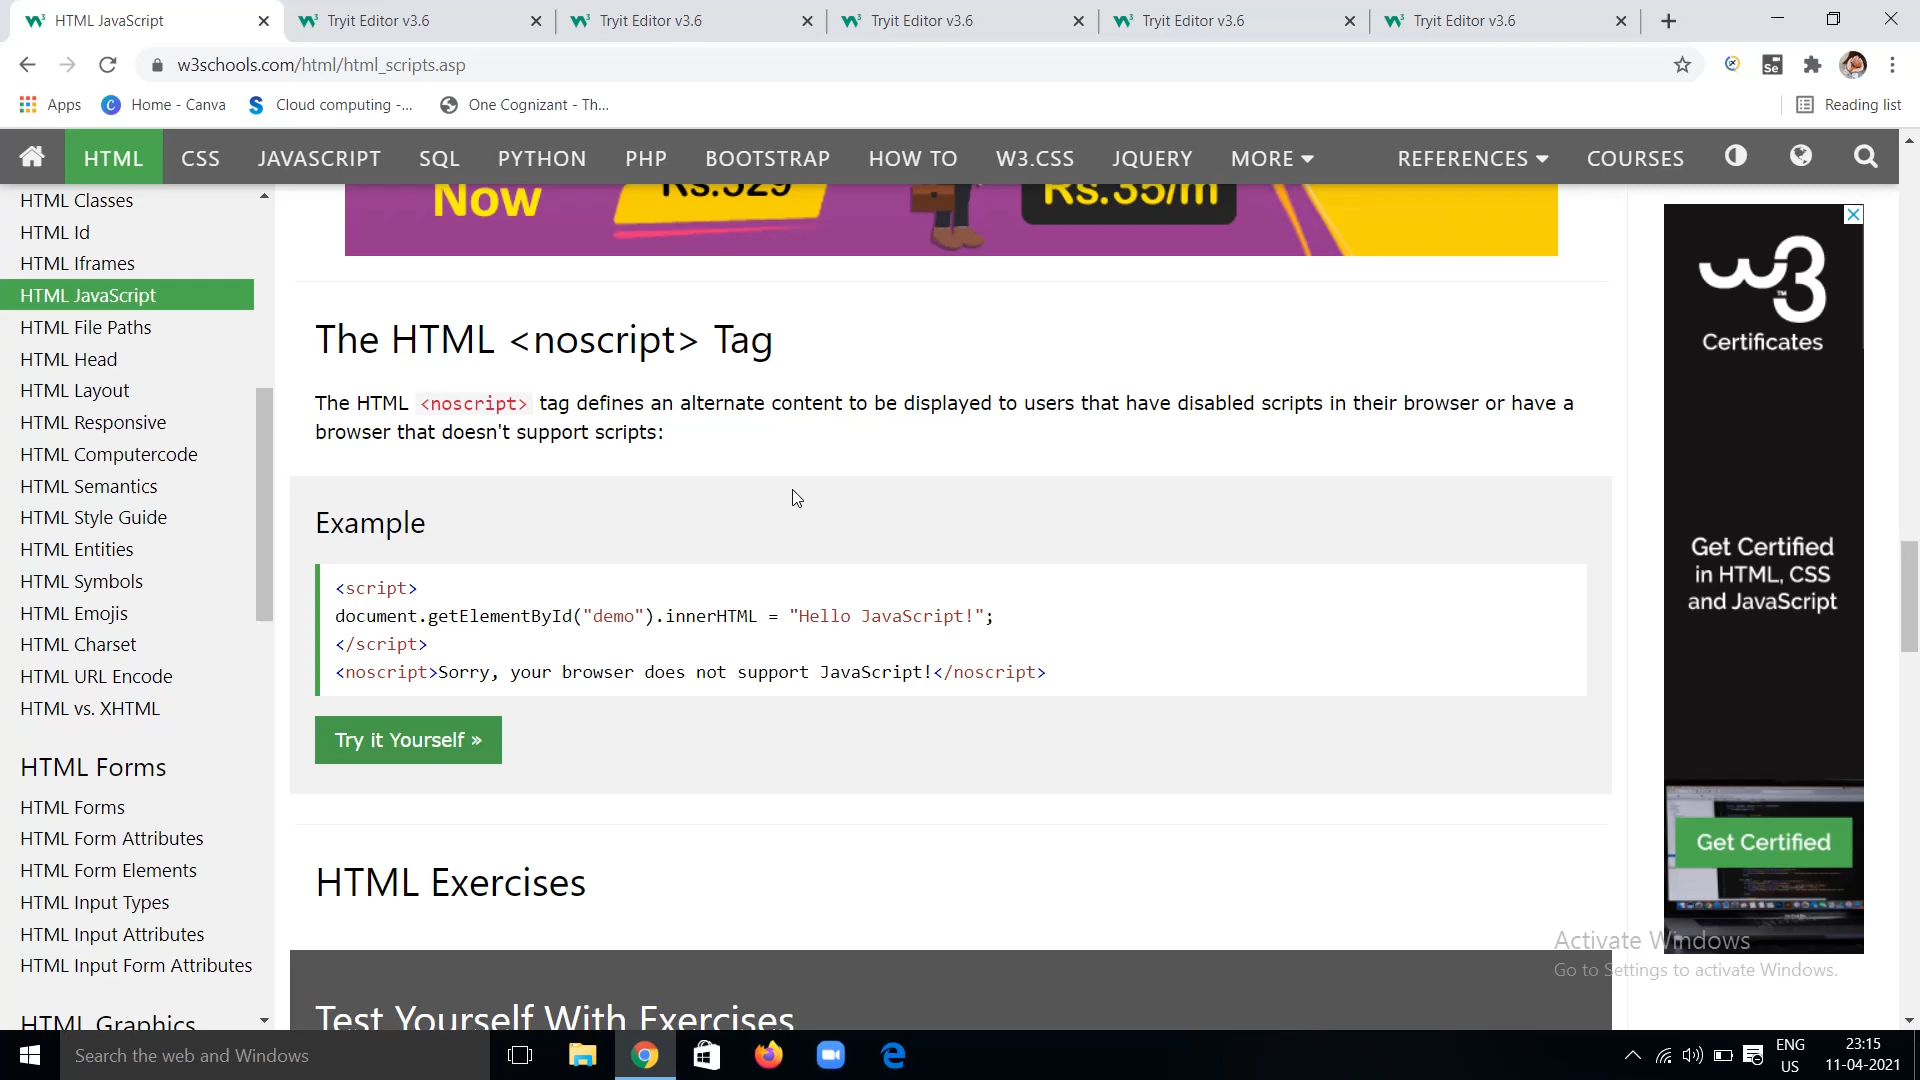 HTML JavaScript
Tryit Editor v3.6
Tryit Editor v3.6
Tryit Editor v3.6
Tryit Editor v3.6
Tryit Editor v3.6
w3schools.com/html/html_scripts.asp
Se
Apps
Home - Canva
Cloud computing -...
One Cognizant - Th...
Reading list
HTML
CSS
JAVASCRIPT
SQL
PYTHON
PHP
BOOTSTRAP
HOW TO
W3.CSS
JQUERY
MORE
REFERENCES
COURSES
HTML Classes
HTML Id
HTML Iframes
HTML JavaScript
HTML File Paths
HTML Head
HTML Layout
HTML Responsive
HTML Computercode
HTML Semantics
HTML Style Guide
HTML Entities
HTML Symbols
HTML Emojis
HTML Charset
HTML URL Encode
HTML vs. XHTML
HTML Forms
HTML Forms
HTML Form Attributes
HTML Form Elements
HTML Input Types
HTML Input Attributes
HTML Input Form Attributes
HTML Graphics
Now
Rs.529
Rs.35/m
The HTML <noscript> Tag
The HTML <noscript> tag defines an alternate content to be displayed to users that have disabled scripts in their browser or have a
browser that doesn't support scripts:
Example
<script>
document.getElementById("demo").innerHTML = "Hello JavaScript!";
</script>
<noscript>Sorry, your browser does not support JavaScript!</noscript>
Try it Yourself »
HTML Exercises
Test Yourself With Exercises
w3
TM
Certificates
Get Certified
in HTML, CSS
and JavaScript
Get Certified
Activate Windows
Go to Settings to activate Windows.
Search the web and Windows
ENG
US
23:15
11-04-2021